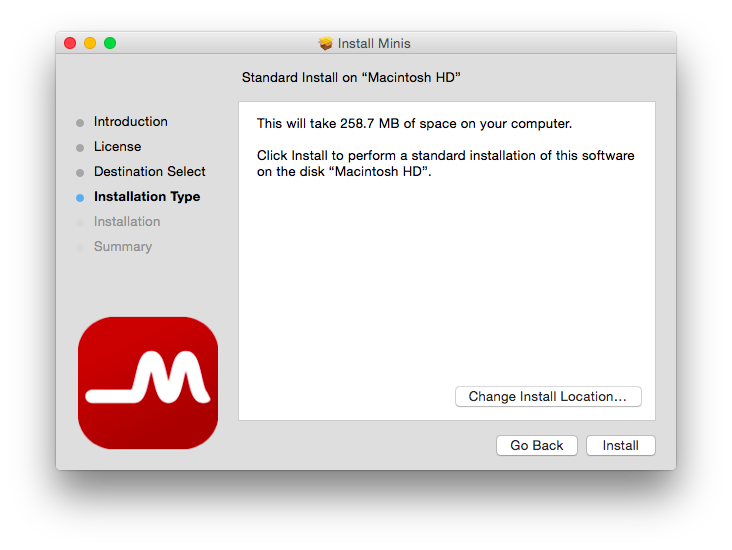 Install Minis
Standard Install on “Macintosh HD”
Introduction
License
Destination Select
Installation Type
Installation
Summary
This will take 258.7 MB of space on your computer.
Click Install to perform a standard installation of this software
on the disk “Macintosh HD”.
Change Install Location...
Go Back
Install